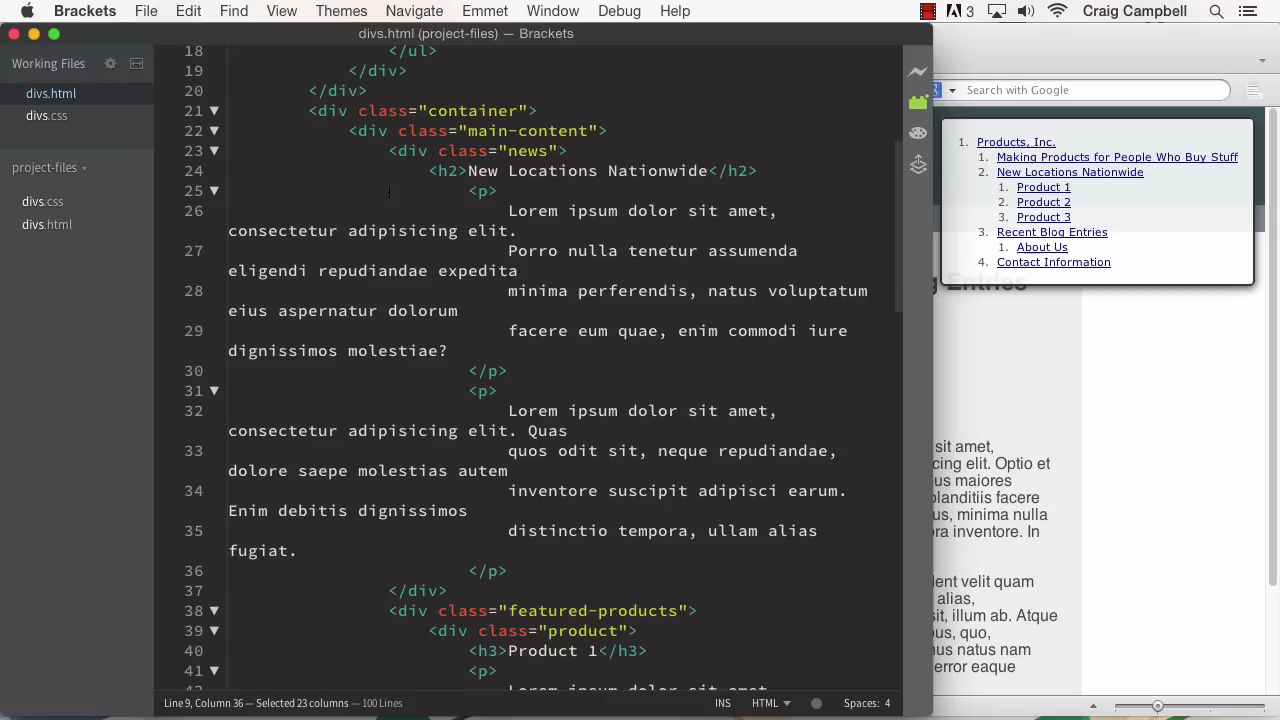 Brackets File Edit Find View Themes Navigate Emmet Window Debug Help 3 Craig Campbell
divs.html (project-files) — Brackets
Working Files
divs.html
divs.css
project-files
divs.css
divs.html
18 </ul>
19 </div>
20 </div>
21 <div class="container">
22 <div class="main-content">
23 <div class="news">
24 <h2>New Locations Nationwide</h2>
25 <p>
26 Lorem ipsum dolor sit amet,
consectetur adipisicing elit.
27 Porro nulla tenetur assumenda
eligendi repudiandae expedita
28 minima perferendis, natus voluptatum
eius aspernatur dolorum
29 facere eum quae, enim commodi iure
dignissimos molestiae?
30 </p>
31 <p>
32 Lorem ipsum dolor sit amet,
consectetur adipisicing elit. Quas
33 quos odit sit, neque repudiandae,
dolore saepe molestias autem
34 inventore suscipit adipisci earum.
Enim debitis dignissimos
35 distinctio tempora, ullam alias
fugiat.
36 </p>
37 </div>
38 <div class="featured-products">
39 <div class="product">
40 <h3>Product 1</h3>
41 <p>
42 Lorem ipsum dolor sit amet,
Line 9, Column 36 — Selected 23 columns — 100 Lines INS HTML Spaces: 4
Search with Google
1. Products, Inc.
1. Making Products for People Who Buy Stuff
2. New Locations Nationwide
1. Product 1
2. Product 2
3. Product 3
3. Recent Blog Entries
1. About Us
4. Contact Information
g Entries
sit amet,
cing elit. Optio et
us maiores
blanditiis facere
us, minima nulla
ora inventore. In
dent velit quam
alias,
sit, illum ab. Atque
bus, quo,
mus natus nam
error eaque